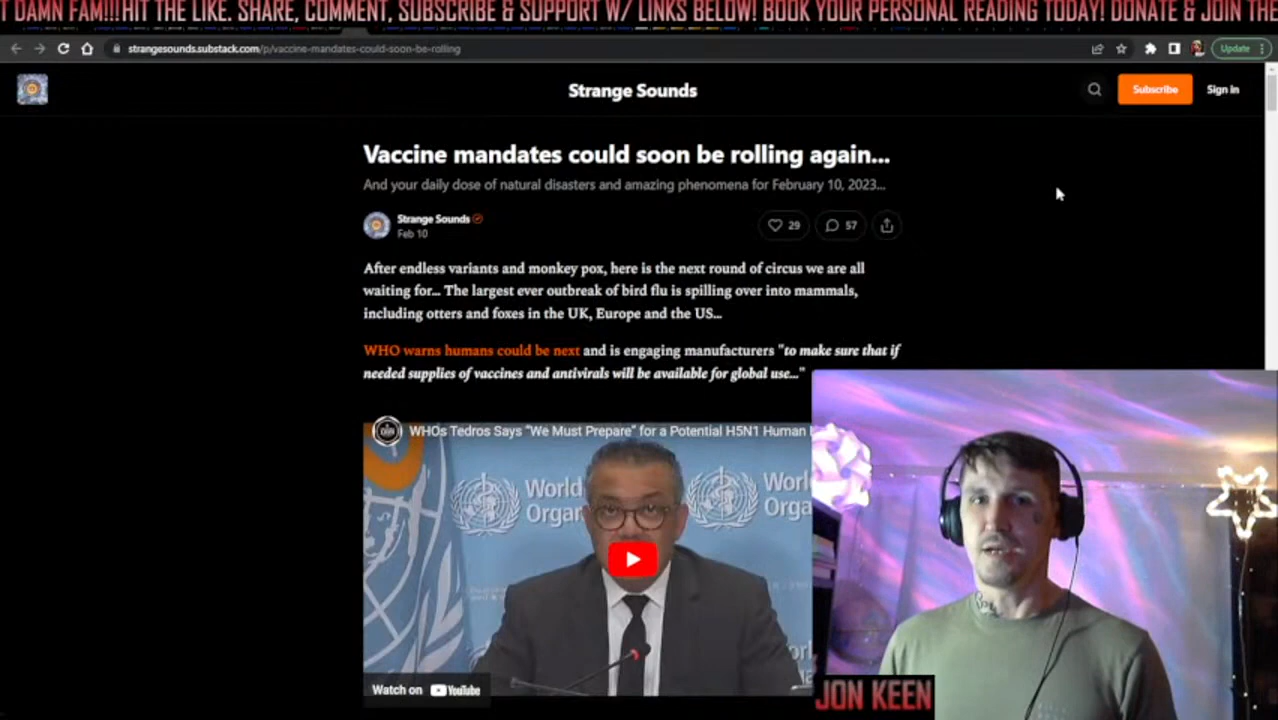 T DAMN FAM!!!HIT THE LIKE. SHARE, COMMENT, SUBSCRIBE & SUPPORT W/ LINKS BELOW! BOOK YOUR PERSONAL READING TODAY! DONATE & JOIN THE
strangesounds.substack.com/p/vaccine-mandates-could-soon-be-rolling
Update
Strange Sounds
Subscribe
Sign in
Vaccine mandates could soon be rolling again...
And your daily dose of natural disasters and amazing phenomena for February 10, 2023...
Strange Sounds
Feb 10
29
57
After endless variants and monkey pox, here is the next round of circus we are all
waiting for... The largest ever outbreak of bird flu is spilling over into mammals,
including otters and foxes in the UK, Europe and the US...
WHO warns humans could be next and is engaging manufacturers "to make sure that if
needed supplies of vaccines and antivirals will be available for global use..."
WHOs Tedros Says "We Must Prepare" for a Potential H5N1 Human
World
Organ
Wo
Orga
Watch on YouTube
JON KEEN